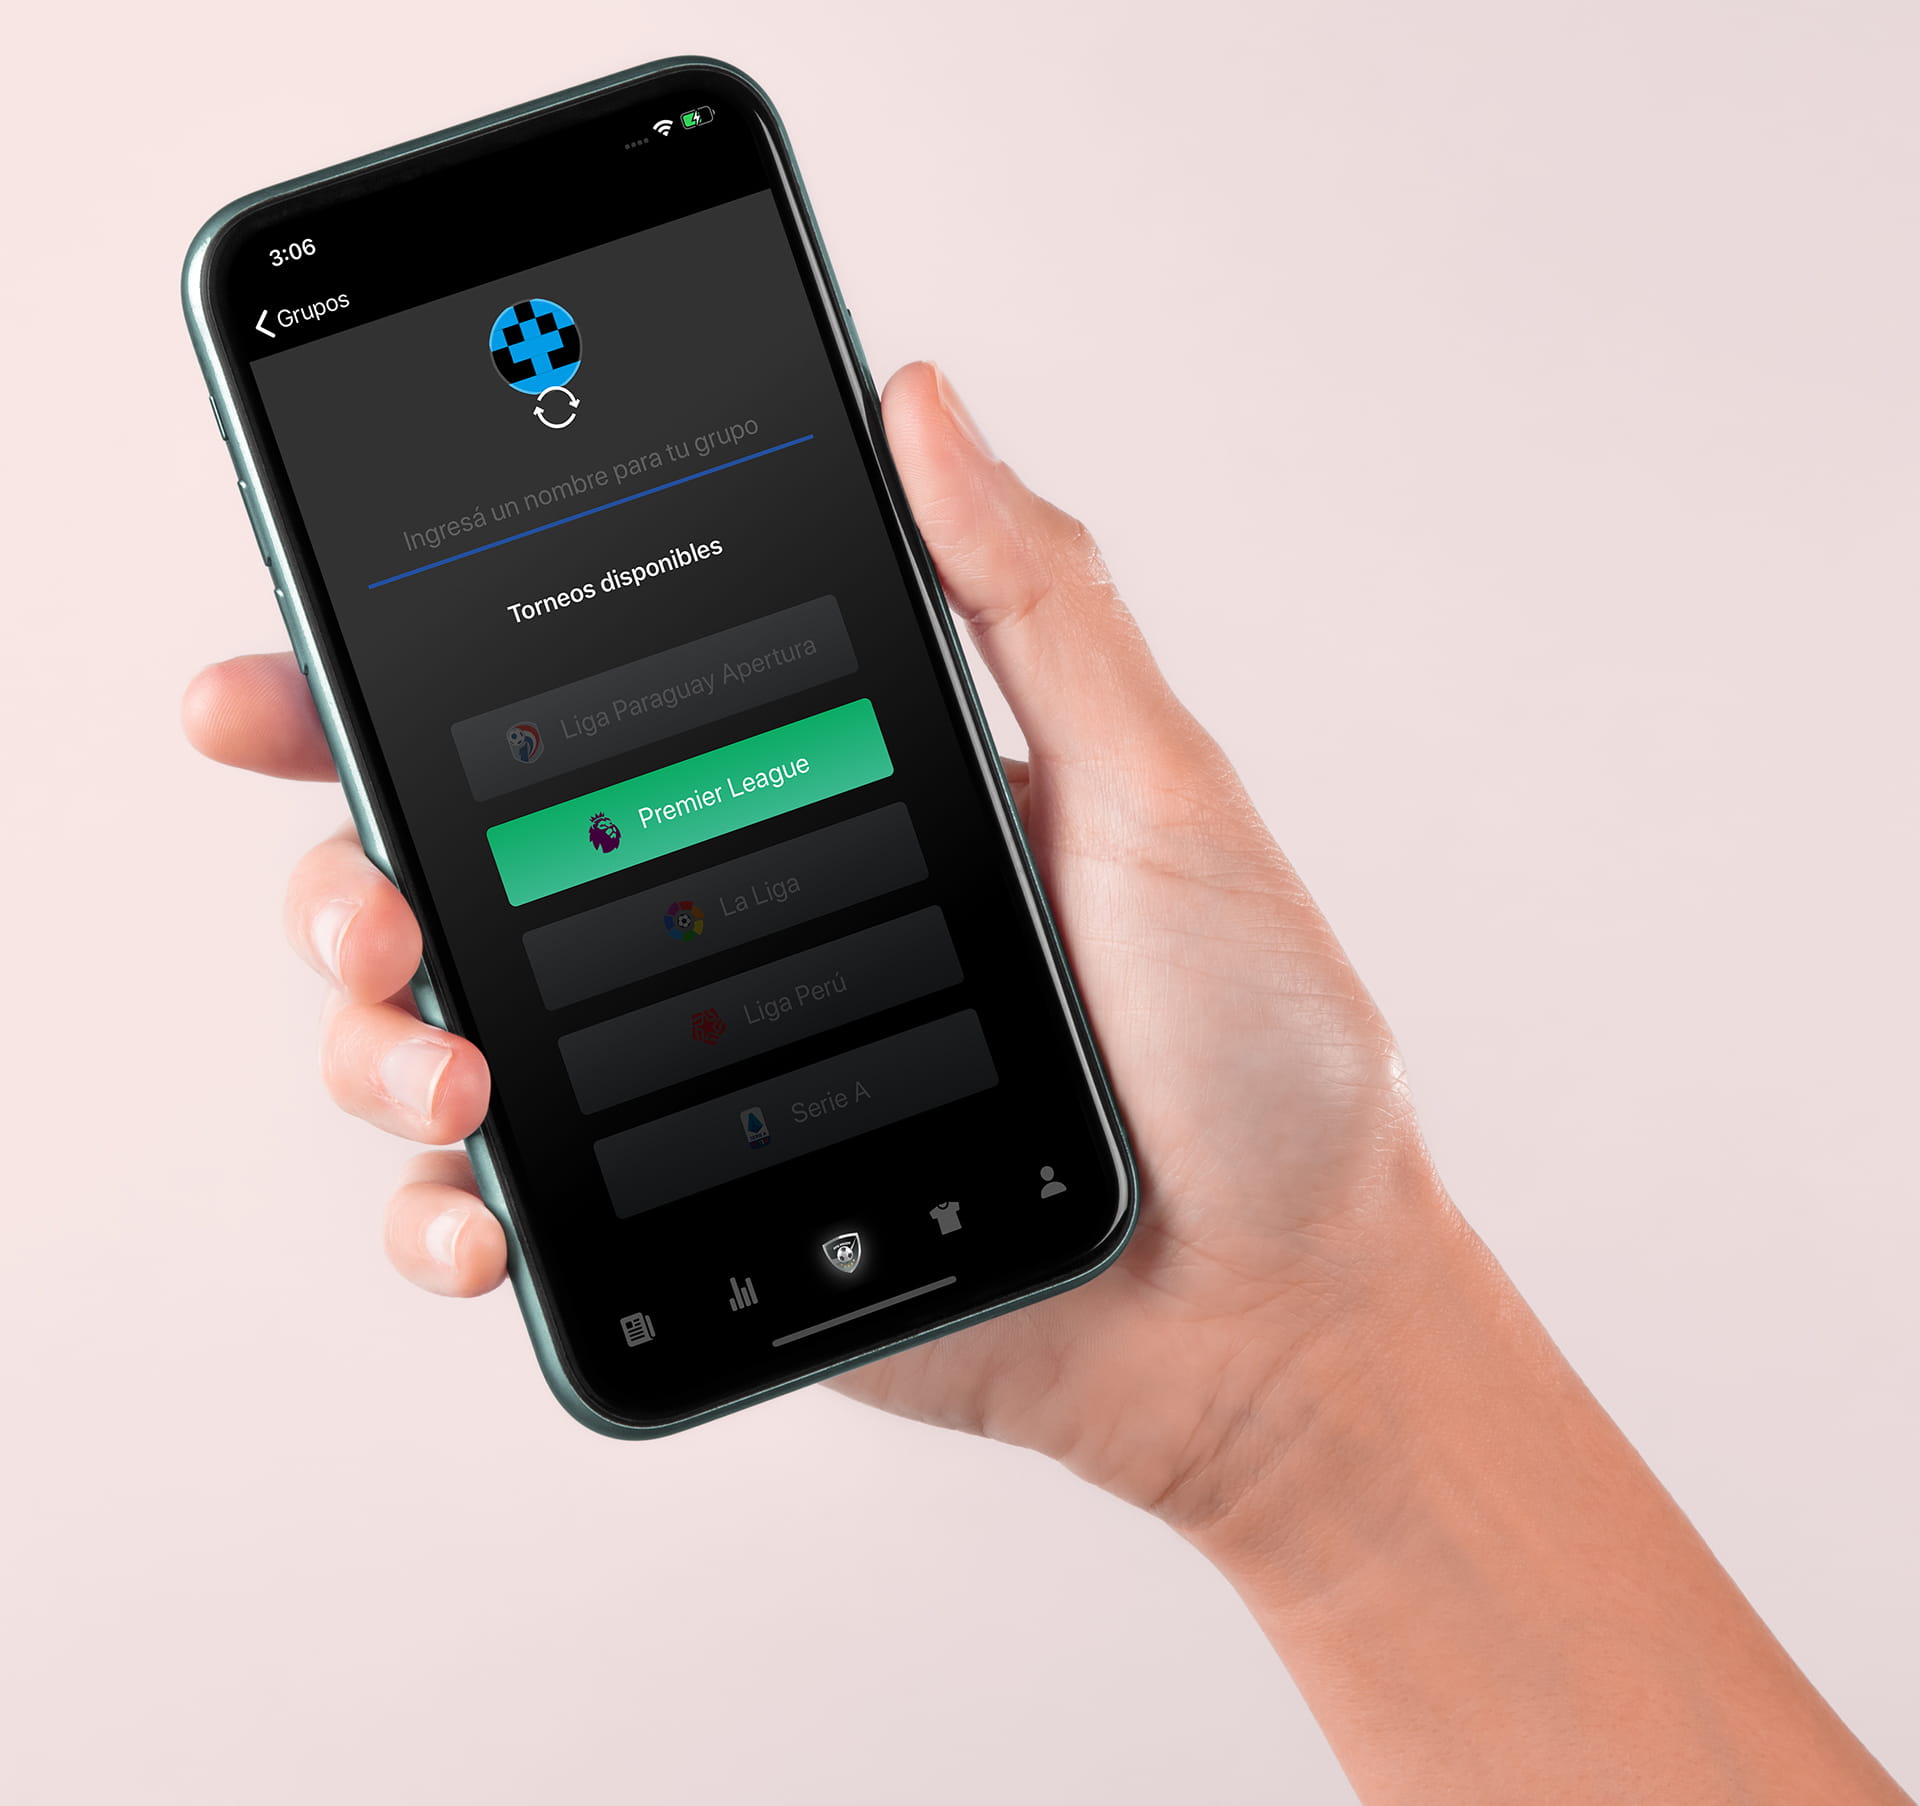 3:06
Grupos
Ingresá un nombre para tu grupo
Torneos disponibles
Liga Paraguay Apertura
Premier League
La Liga
Liga Perú
Serie A